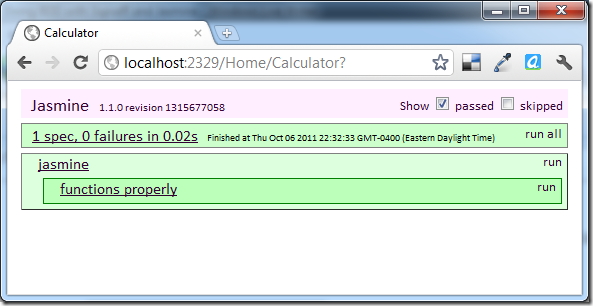 Calculator
localhost:2329/Home/Calculator?
Jasmine 1.1.0 revision 1315677058 Show passed skipped
1 spec, 0 failures in 0.02s Finished at Thu Oct 06 2011 22:32:33 GMT-0400 (Eastern Daylight Time) run all
jasmine run
functions properly run